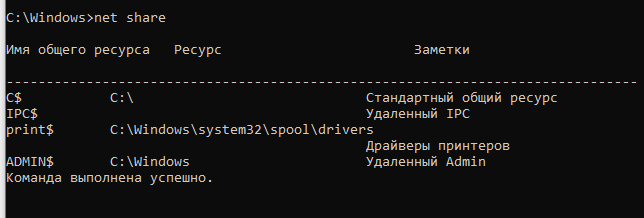 C:\Windows>net share
Имя общего ресурса   Ресурс                        Заметки
-------------------------------------------------------------------------------
C$           C:\                             Стандартный общий ресурс
IPC$                                         Удаленный IPC
print$       C:\Windows\system32\spool\drivers
                                             Драйверы принтеров
ADMIN$       C:\Windows                      Удаленный Admin
Команда выполнена успешно.